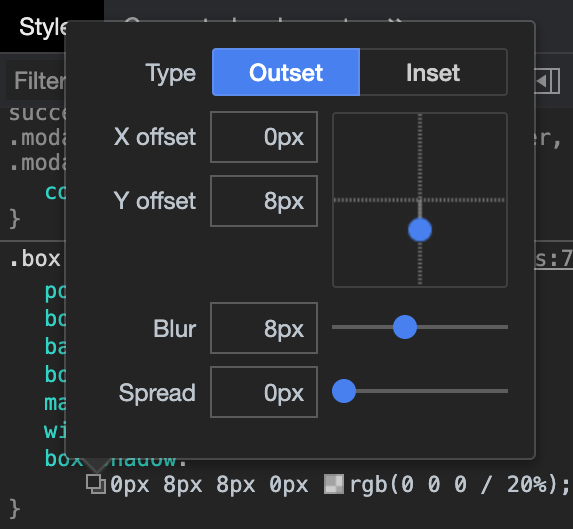 Style
Filter
Type Outset Inset
X offset 0px
Y offset 8px
Blur 8px
Spread 0px
succe
.moda er,
.moda
co
}
.box s:7
po
bo
ba
bo
ma
wi
box-shadow:
0px 8px 8px 0px rgb(0 0 0 / 20%);
}